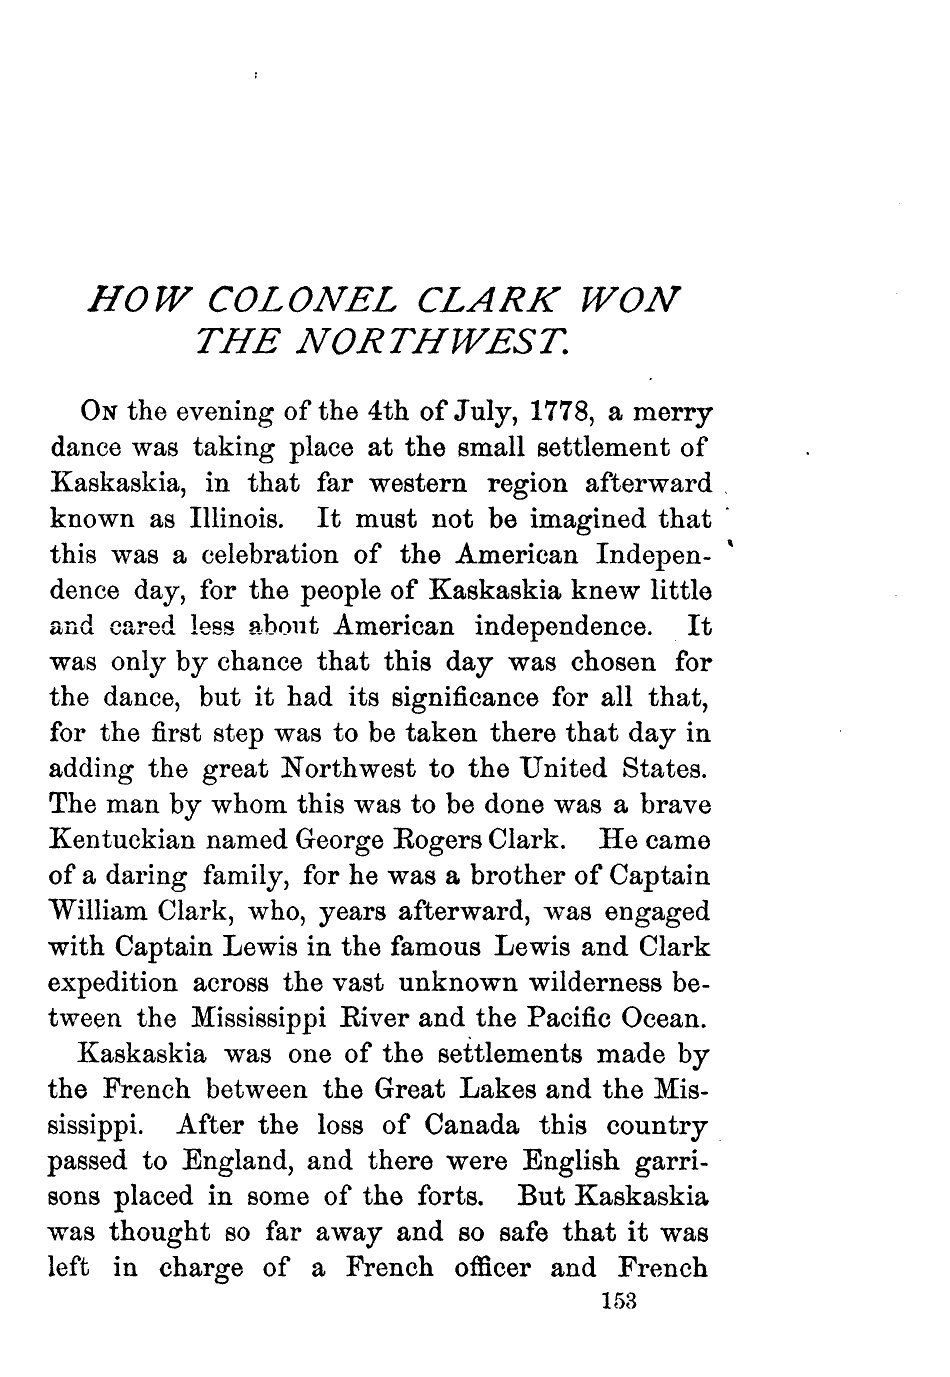 HOW COLONEL CLARK WON
THE NORTHWEST.
On the evening of the 4th of July, 1778, a merry
dance was taking place at the small settlement of
Kaskaskia, in that far western region afterward
known as Illinois. It must not be imagined that
this was a celebration of the American Indepen-
dence day, for the people of Kaskaskia knew little
and cared less about American independence. It
was only by chance that this day was chosen for
the dance, but it had its significance for all that,
for the first step was to be taken there that day in
adding the great Northwest to the United States.
The man by whom this was to be done was a brave
Kentuckian named George Rogers Clark. He came
of a daring family, for he was a brother of Captain
William Clark, who, years afterward, was engaged
with Captain Lewis in the famous Lewis and Clark
expedition across the vast unknown wilderness be-
tween the Mississippi River and the Pacific Ocean.
Kaskaskia was one of the settlements made by
the French between the Great Lakes and the Mis-
sissippi. After the loss of Canada this country
passed to England, and there were English garri-
sons placed in some of the forts. But Kaskaskia
was thought so far away and so safe that it was
left in charge of a French officer and French
153